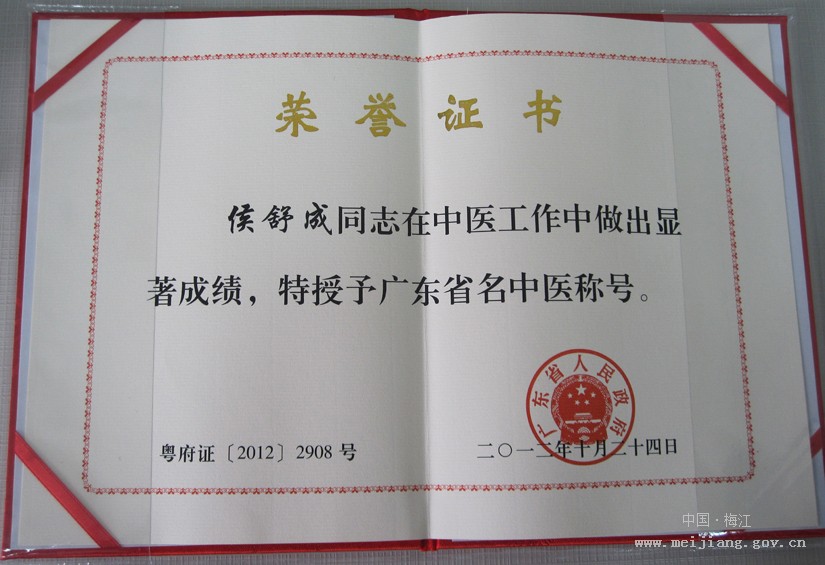 荣誉证书
侯舒成同志在中医工作中做出显
著成绩，特授予广东省名中医称号。
广东省人民政府
粤府证〔2012〕2908号
二〇一二年十月二十四日
中国·梅江
www.meijiang.gov.cn